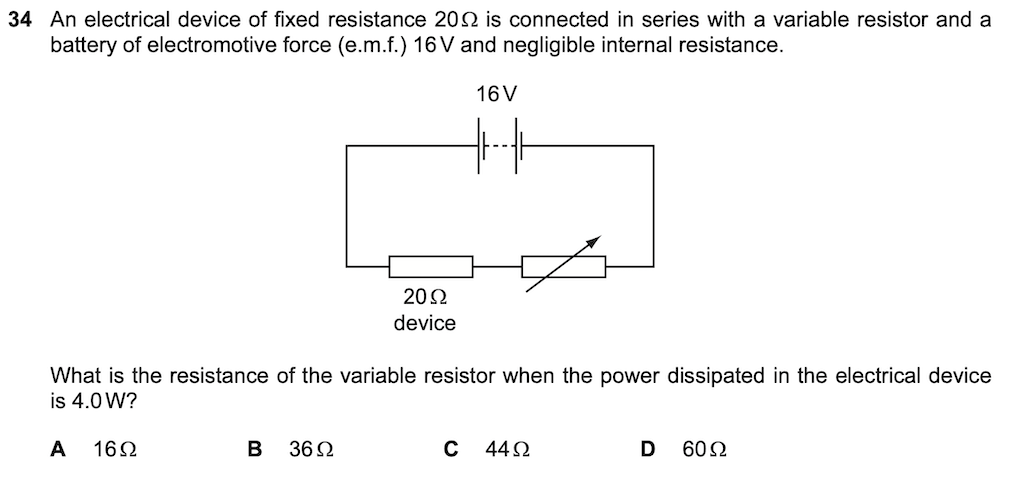 34 An electrical device of fixed resistance 20Ω is connected in series with a variable resistor and a
battery of electromotive force (e.m.f.) 16V and negligible internal resistance.
16V
20Ω
device
What is the resistance of the variable resistor when the power dissipated in the electrical device
is 4.0W?
A 16Ω B 36Ω C 44Ω D 60Ω